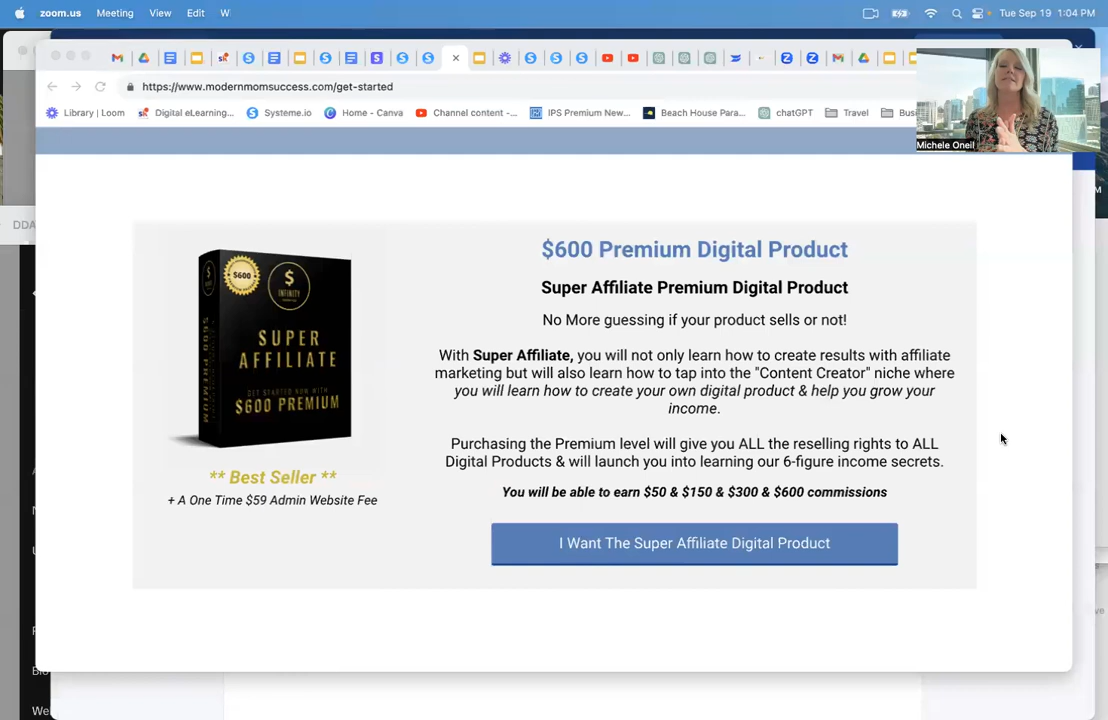 zoom.us Meeting View Edit W
Tue Sep 19 1:04 PM
https://www.modernmomsuccess.com/get-started
Library | Loom
Digital eLearning...
Systeme.io
Home - Canva
Channel content -...
IPS Premium New...
Beach House Para...
chatGPT
Travel
Bus
Michele Oneil
DDA
$600
$
INFINITY
SUPER
AFFILIATE
GET STARTED NOW WITH
$600 PREMIUM
$600 PREMIUM
** Best Seller **
+ A One Time $59 Admin Website Fee
$600 Premium Digital Product
Super Affiliate Premium Digital Product
No More guessing if your product sells or not!
With Super Affiliate, you will not only learn how to create results with affiliate
marketing but will also learn how to tap into the "Content Creator" niche where
you will learn how to create your own digital product & help you grow your
income.
Purchasing the Premium level will give you ALL the reselling rights to ALL
Digital Products & will launch you into learning our 6-figure income secrets.
You will be able to earn $50 & $150 & $300 & $600 commissions
I Want The Super Affiliate Digital Product